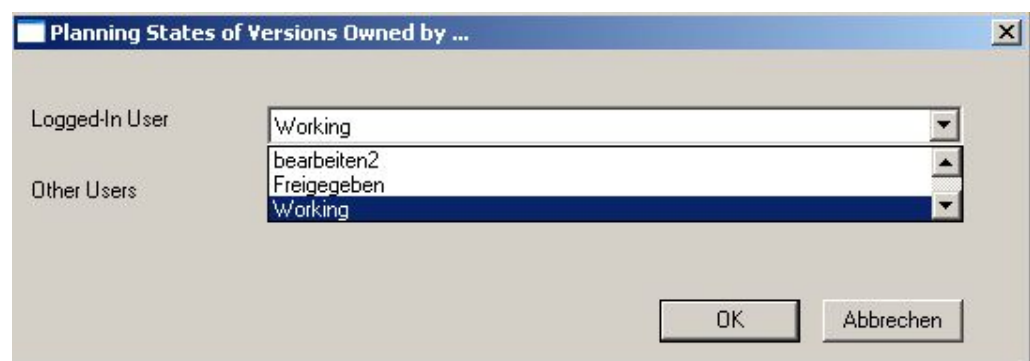 Planning States of Versions Owned by ...
Logged-In User
Working
bearbeiten2
Other Users
Freigegeben
Working
OK
Abbrechen